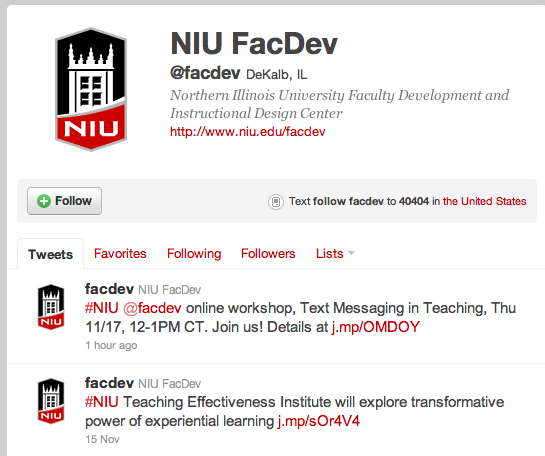 NIU
NIU FacDev
@facdev DeKalb, IL
Northern Illinois University Faculty Development and
Instructional Design Center
http://www.niu.edu/facdev
Follow
Text follow facdev to 40404 in the United States
Tweets Favorites Following Followers Lists
NIU
facdev NIU FacDev
#NIU @facdev online workshop, Text Messaging in Teaching, Thu
11/17, 12-1PM CT. Join us! Details at j.mp/OMDOY
1 hour ago
NIU
facdev NIU FacDev
#NIU Teaching Effectiveness Institute will explore transformative
power of experiential learning j.mp/sOr4V4
15 Nov